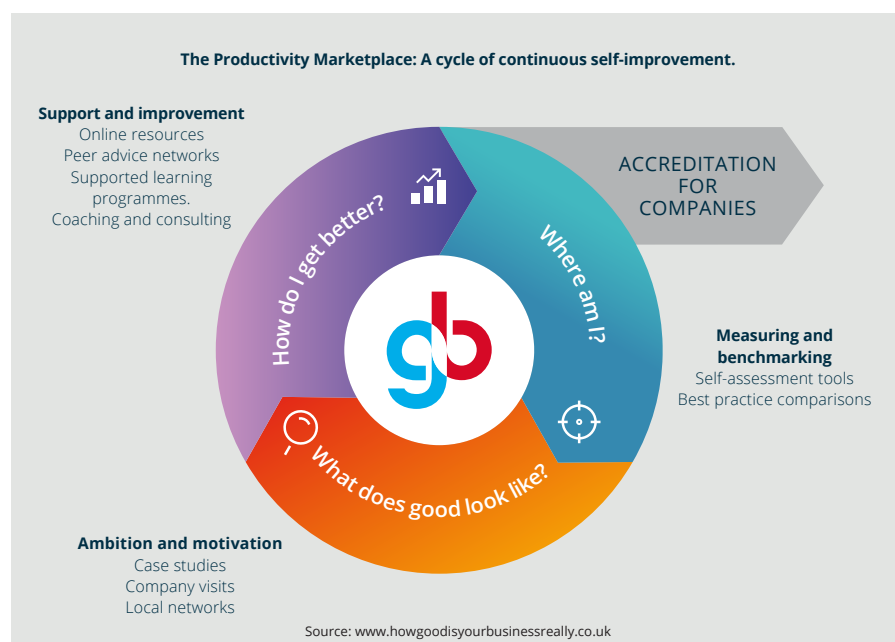 The Productivity Marketplace: A cycle of continuous self-improvement.
Support and improvement
Online resources
Peer advice networks
Supported learning
programmes.
Coaching and consulting
How do I get better?
Where am I?
What does good look like?
gb
ACCREDITATION
FOR
COMPANIES
Measuring and
benchmarking
Self-assessment tools
Best practice comparisons
Ambition and motivation
Case studies
Company visits
Local networks
Source: www.howgoodisyourbusinessreally.co.uk